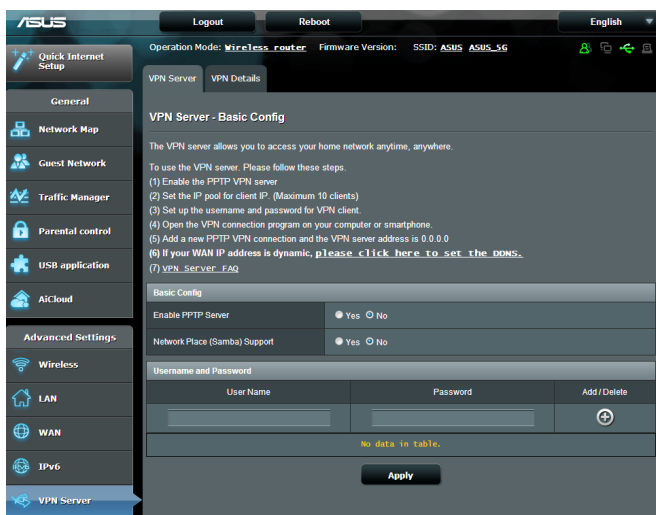 ASUS
Logout
Reboot
English
Operation Mode: Wireless router Firmware Version: SSID: ASUS ASUS_5G
Quick Internet
Setup
General
Network Map
Guest Network
Traffic Manager
Parental control
USB application
AiCloud
Advanced Settings
Wireless
LAN
WAN
IPv6
VPN Server
VPN Server
VPN Details
VPN Server - Basic Config
The VPN server allows you to access your home network anytime, anywhere.
To use the VPN server. Please follow these steps.
(1) Enable the PPTP VPN server
(2) Set the IP pool for client IP. (Maximum 10 clients)
(3) Set up the username and password for VPN client.
(4) Open the VPN connection program on your computer or smartphone.
(5) Add a new PPTP VPN connection and the VPN server address is 0.0.0.0
(6) If your WAN IP address is dynamic, please click here to set the DDNS.
(7) VPN Server FAQ
Basic Config
Enable PPTP Server Yes No
Network Place (Samba) Support Yes No
Username and Password
User Name Password Add / Delete
No data in table.
Apply